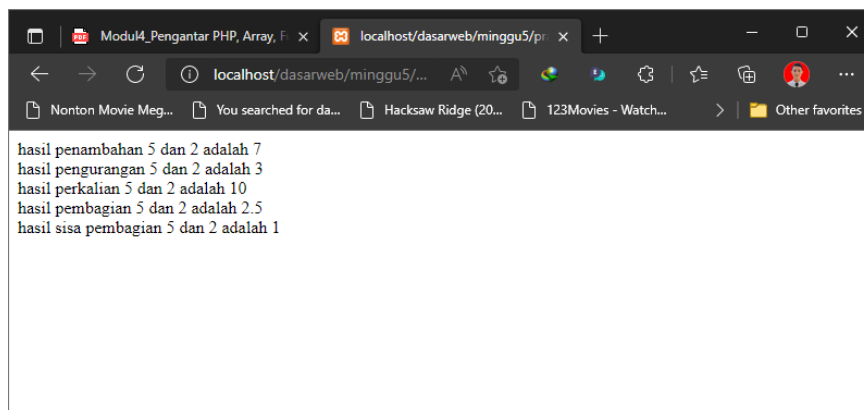 Modul4_Pengantar PHP, Array, F
localhost/dasarweb/minggu5/pr
localhost/dasarweb/minggu5/...
Nonton Movie Meg...
You searched for da...
Hacksaw Ridge (20...
123Movies - Watch...
Other favorites
hasil penambahan 5 dan 2 adalah 7
hasil pengurangan 5 dan 2 adalah 3
hasil perkalian 5 dan 2 adalah 10
hasil pembagian 5 dan 2 adalah 2.5
hasil sisa pembagian 5 dan 2 adalah 1